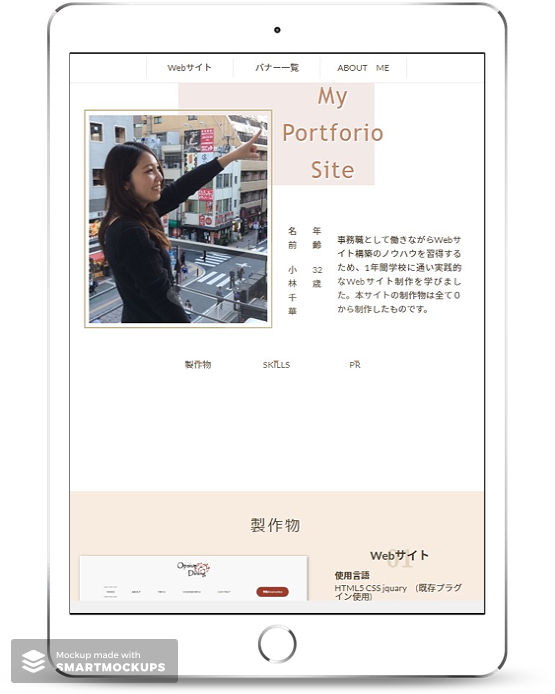 Webサイト バナー一覧 ABOUT ME
My
Portforio
Site
名前 小林千華
年齢 32歳
事務職として働きながらWebサ
イト構築のノウハウを習得する
ため、1年間学校に通い実践的
なWebサイト制作を学びまし
た。本サイトの制作物は全て０
から制作したものです。
製作物 SKILLS PR
製作物
Opening
Dining
01
Webサイト
使用言語
HTML5 CSS jquary （既存プラグ
イン使用）
Mockup made with
SMARTMOCKUPS